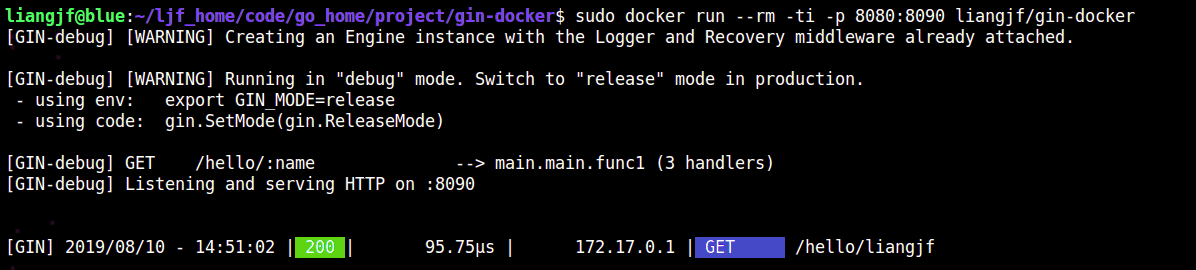 liangjf@blue:~/ljf_home/code/go_home/project/gin-docker$ sudo docker run --rm -ti -p 8080:8090 liangjf/gin-docker
[GIN-debug] [WARNING] Creating an Engine instance with the Logger and Recovery middleware already attached.
[GIN-debug] [WARNING] Running in "debug" mode. Switch to "release" mode in production.
- using env:   export GIN_MODE=release
- using code:  gin.SetMode(gin.ReleaseMode)
[GIN-debug] GET    /hello/:name              --> main.main.func1 (3 handlers)
[GIN-debug] Listening and serving HTTP on :8090
[GIN] 2019/08/10 - 14:51:02 | 200 |       95.75µs |      172.17.0.1 | GET      /hello/liangjf